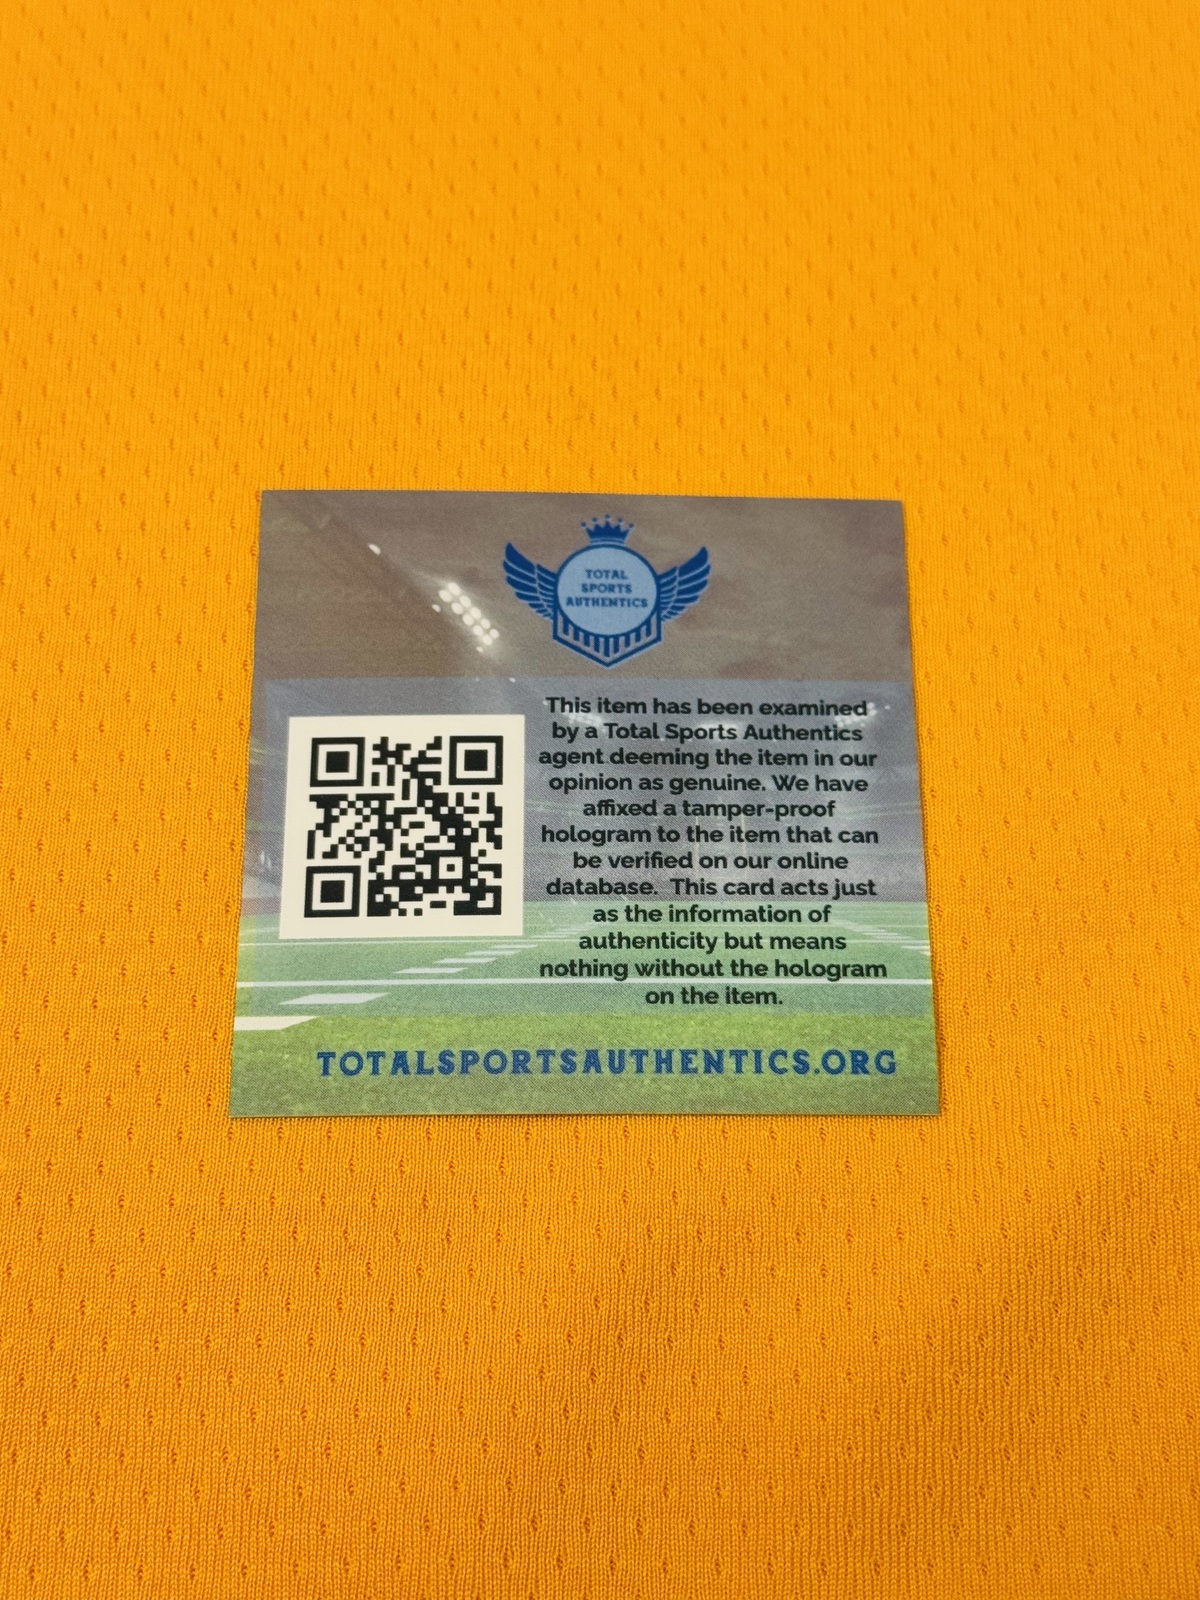 TOTAL
SPORTS
AUTHENTICS
This item has been examined
by a Total Sports Authentics
agent deeming the item in our
opinion as genuine. We have
affixed a tamper-proof
hologram to the item that can
be verified on our online
database. This card acts just
as the information of
authenticity but means
nothing without the hologram
on the item.
TOTALSPORTSAUTHENTICS.ORG